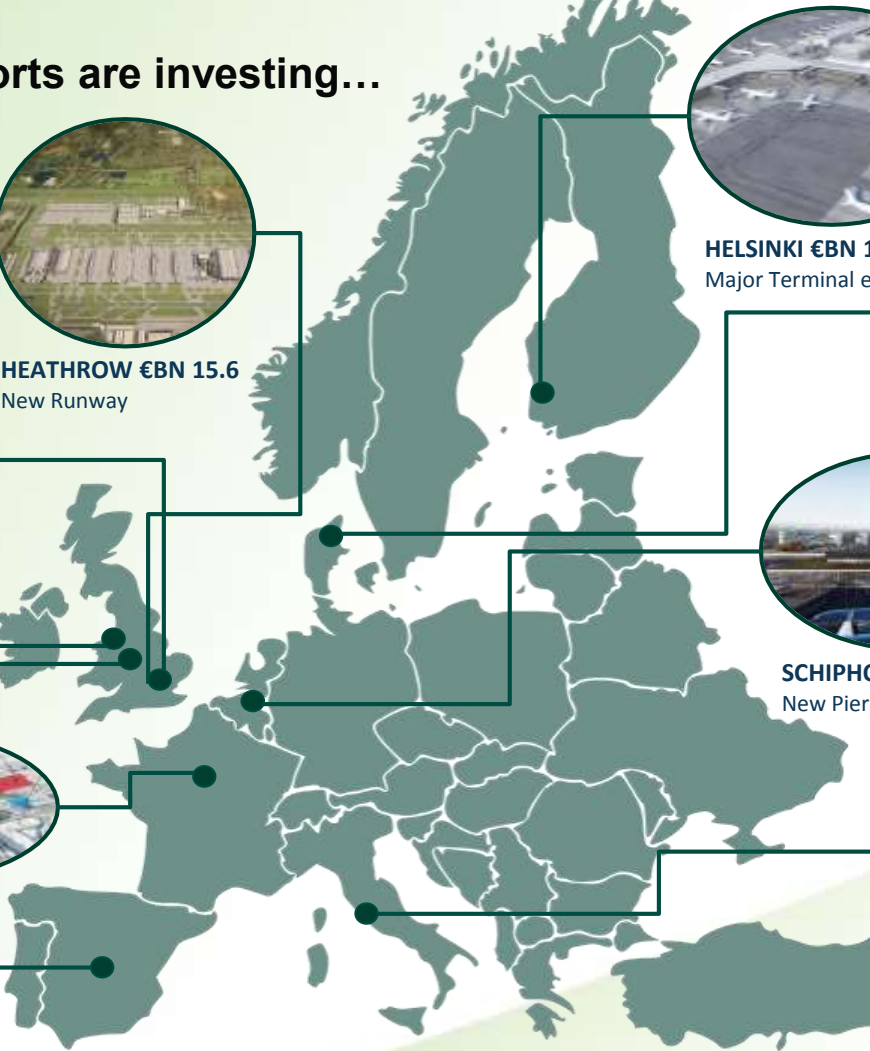 orts are investing…
HEATHROW €BN 15.6
New Runway
HELSINKI €BN 1
Major Terminal e
SCHIPHO
New Pier